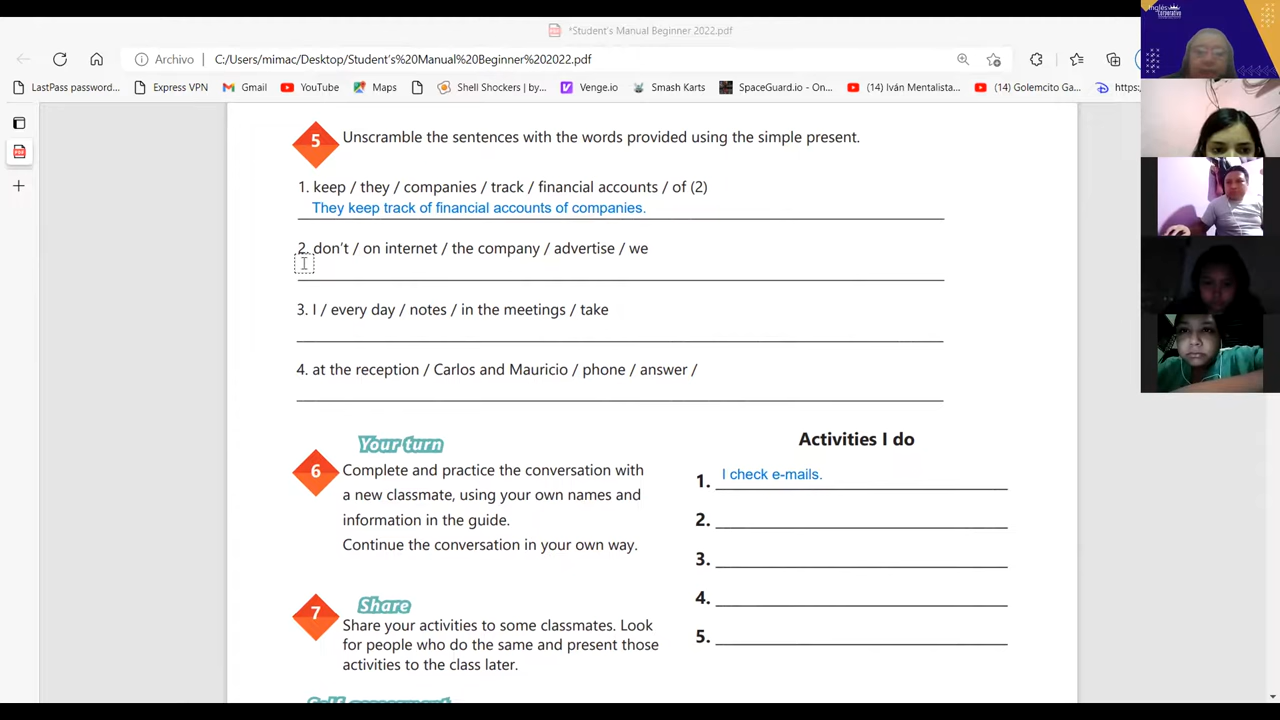 *Student's Manual Beginner 2022.pdf
Archivo C:/Users/mimac/Desktop/Student's%20Manual%20Beginner%202022.pdf
LastPass password... Express VPN Gmail YouTube Maps Shell Shockers | by... Venge.io Smash Karts SpaceGuard.io - On... (14) Iván Mentalista... (14) Golemcito Ga... https:
Inglés
Corporativo
5 Unscramble the sentences with the words provided using the simple present.
1. keep / they / companies / track / financial accounts / of (2)
They keep track of financial accounts of companies.
2. don't / on internet / the company / advertise / we
3. I / every day / notes / in the meetings / take
4. at the reception / Carlos and Mauricio / phone / answer /
Your turn
6 Complete and practice the conversation with
a new classmate, using your own names and
information in the guide.
Continue the conversation in your own way.
7 Share
Share your activities to some classmates. Look
for people who do the same and present those
activities to the class later.
Self-assessment
Activities I do
1. I check e-mails.
2.
3.
4.
5.